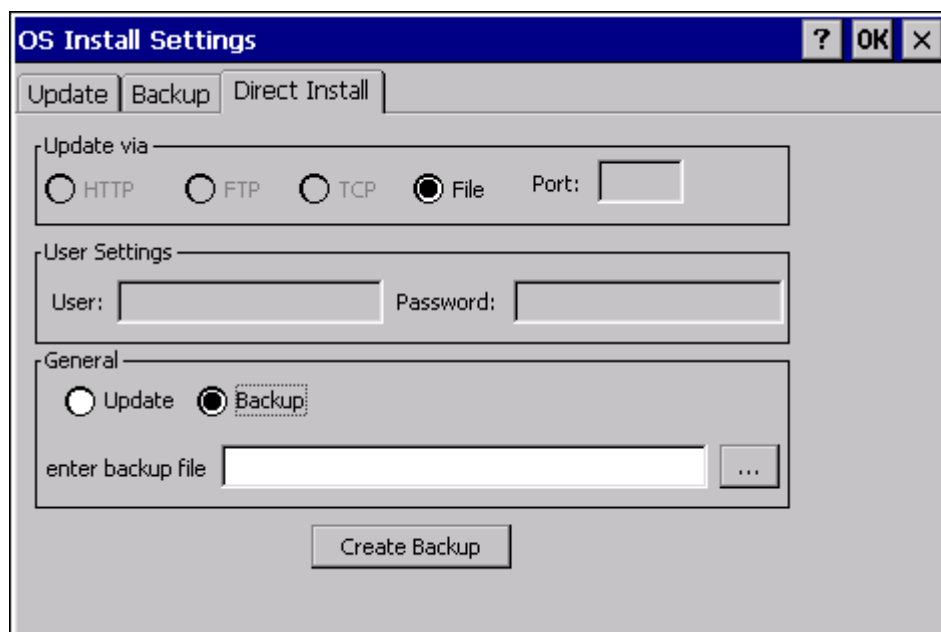 OS Install Settings ? OK ×
Update Backup Direct Install
Update via
HTTP FTP TCP File Port:
User Settings
User: Password:
General
Update Backup
enter backup file ...
Create Backup